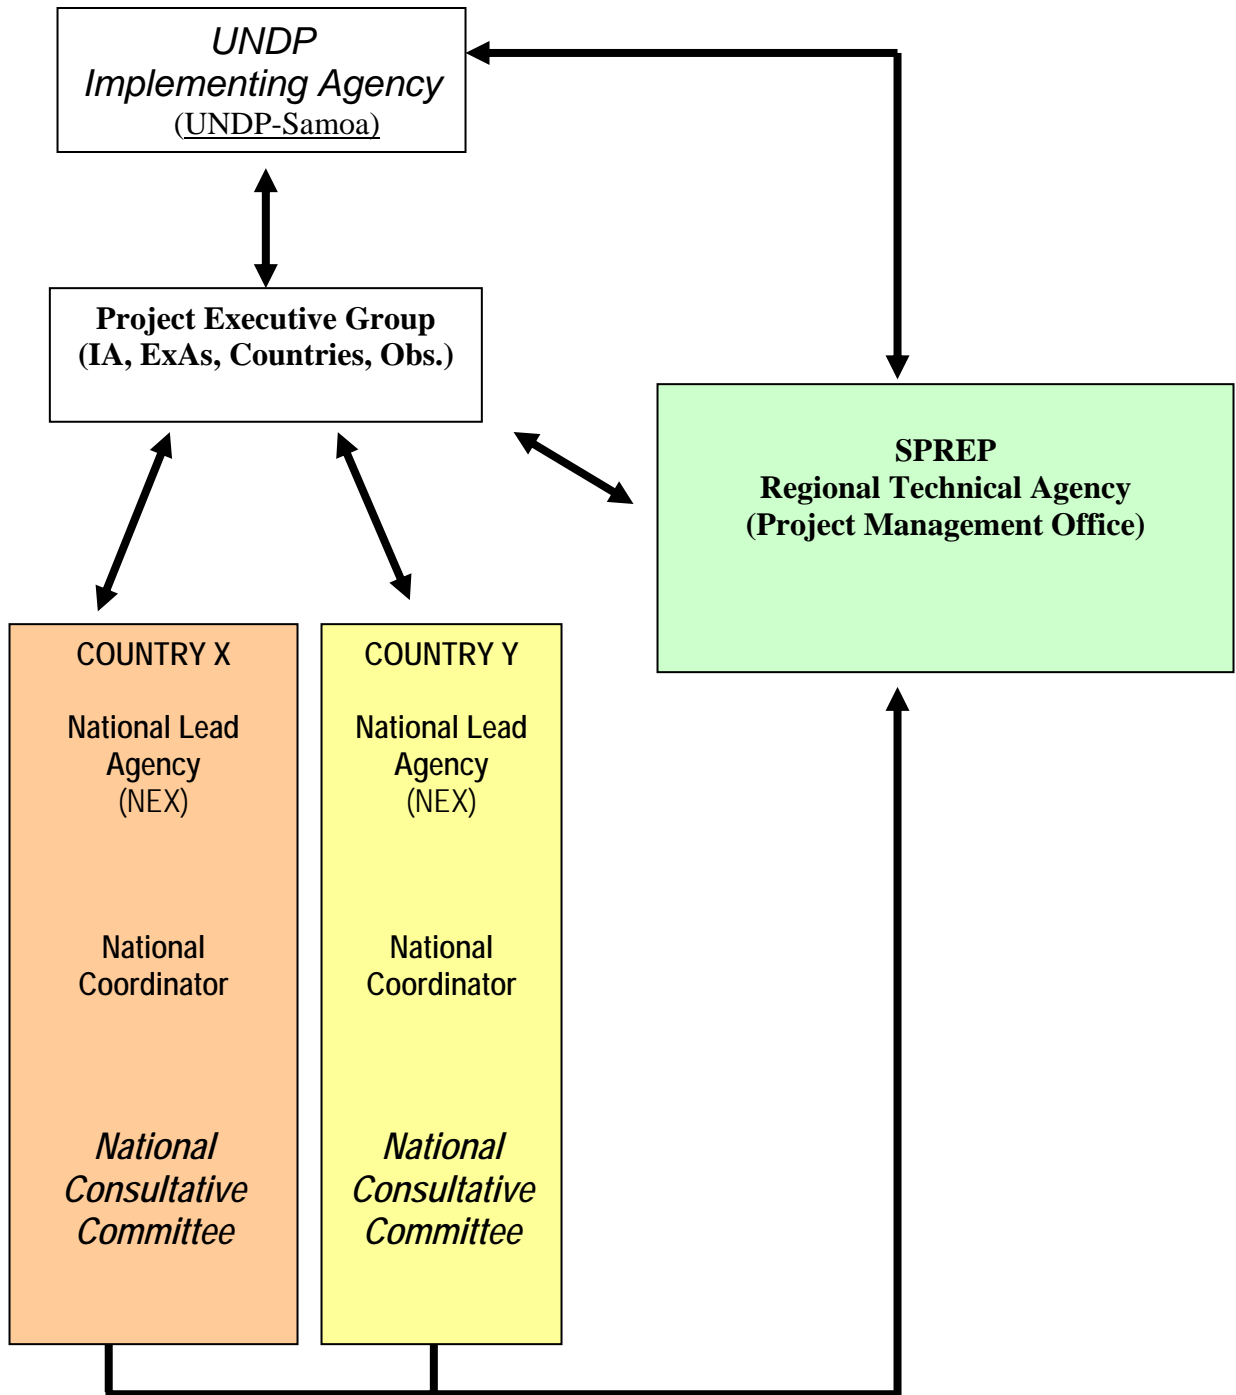 UNDP
Implementing Agency
(UNDP-Samoa)
Project Executive Group
(IA, ExAs, Countries, Obs.)
SPREP
Regional Technical Agency
(Project Management Office)
COUNTRY X
National Lead
Agency
(NEX)
National
Coordinator
National
Consultative
Committee
COUNTRY Y
National Lead
Agency
(NEX)
National
Coordinator
National
Consultative
Committee